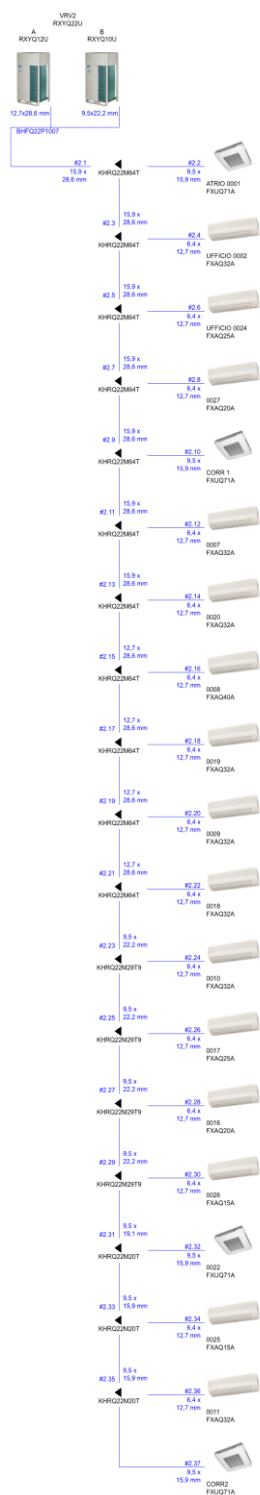 VRV2
RXYQ22U
A
RXYQ12U
B
RXYQ10U
12,7x28,6 mm
9,5x22,2 mm
BHFQ22P1007
#2.1
15,9 x
28,6 mm
KHRQ22M64T
#2.2
9,5 x
15,9 mm
ATRIO 0001
FXUQ71A
#2.3
15,9 x
28,6 mm
KHRQ22M64T
#2.4
6,4 x
12,7 mm
UFFICIO 0002
FXAQ32A
#2.5
15,9 x
28,6 mm
KHRQ22M64T
#2.6
6,4 x
12,7 mm
UFFICIO 0024
FXAQ25A
#2.7
15,9 x
28,6 mm
KHRQ22M64T
#2.8
6,4 x
12,7 mm
0027
FXAQ20A
#2.9
15,9 x
28,6 mm
KHRQ22M64T
#2.10
9,5 x
15,9 mm
CORR 1
FXUQ71A
#2.11
15,9 x
28,6 mm
KHRQ22M64T
#2.12
6,4 x
12,7 mm
0007
FXAQ32A
#2.13
15,9 x
28,6 mm
KHRQ22M64T
#2.14
6,4 x
12,7 mm
0020
FXAQ32A
#2.15
12,7 x
28,6 mm
KHRQ22M64T
#2.16
6,4 x
12,7 mm
0008
FXAQ40A
#2.17
12,7 x
28,6 mm
KHRQ22M64T
#2.18
6,4 x
12,7 mm
0019
FXAQ32A
#2.19
12,7 x
28,6 mm
KHRQ22M64T
#2.20
6,4 x
12,7 mm
0009
FXAQ32A
#2.21
12,7 x
28,6 mm
KHRQ22M64T
#2.22
6,4 x
12,7 mm
0018
FXAQ32A
#2.23
9,5 x
22,2 mm
KHRQ22M29T9
#2.24
6,4 x
12,7 mm
0010
FXAQ32A
#2.25
9,5 x
22,2 mm
KHRQ22M29T9
#2.26
6,4 x
12,7 mm
0017
FXAQ25A
#2.27
9,5 x
22,2 mm
KHRQ22M29T9
#2.28
6,4 x
12,7 mm
0016
FXAQ20A
#2.29
9,5 x
22,2 mm
KHRQ22M29T9
#2.30
6,4 x
12,7 mm
0026
FXAQ15A
#2.31
9,5 x
19,1 mm
KHRQ22M20T
#2.32
9,5 x
15,9 mm
0022
FXUQ71A
#2.33
9,5 x
15,9 mm
KHRQ22M20T
#2.34
6,4 x
12,7 mm
0025
FXAQ15A
#2.35
9,5 x
15,9 mm
KHRQ22M20T
#2.36
6,4 x
12,7 mm
0011
FXAQ32A
#2.37
9,5 x
15,9 mm
CORR2
FXUQ71A